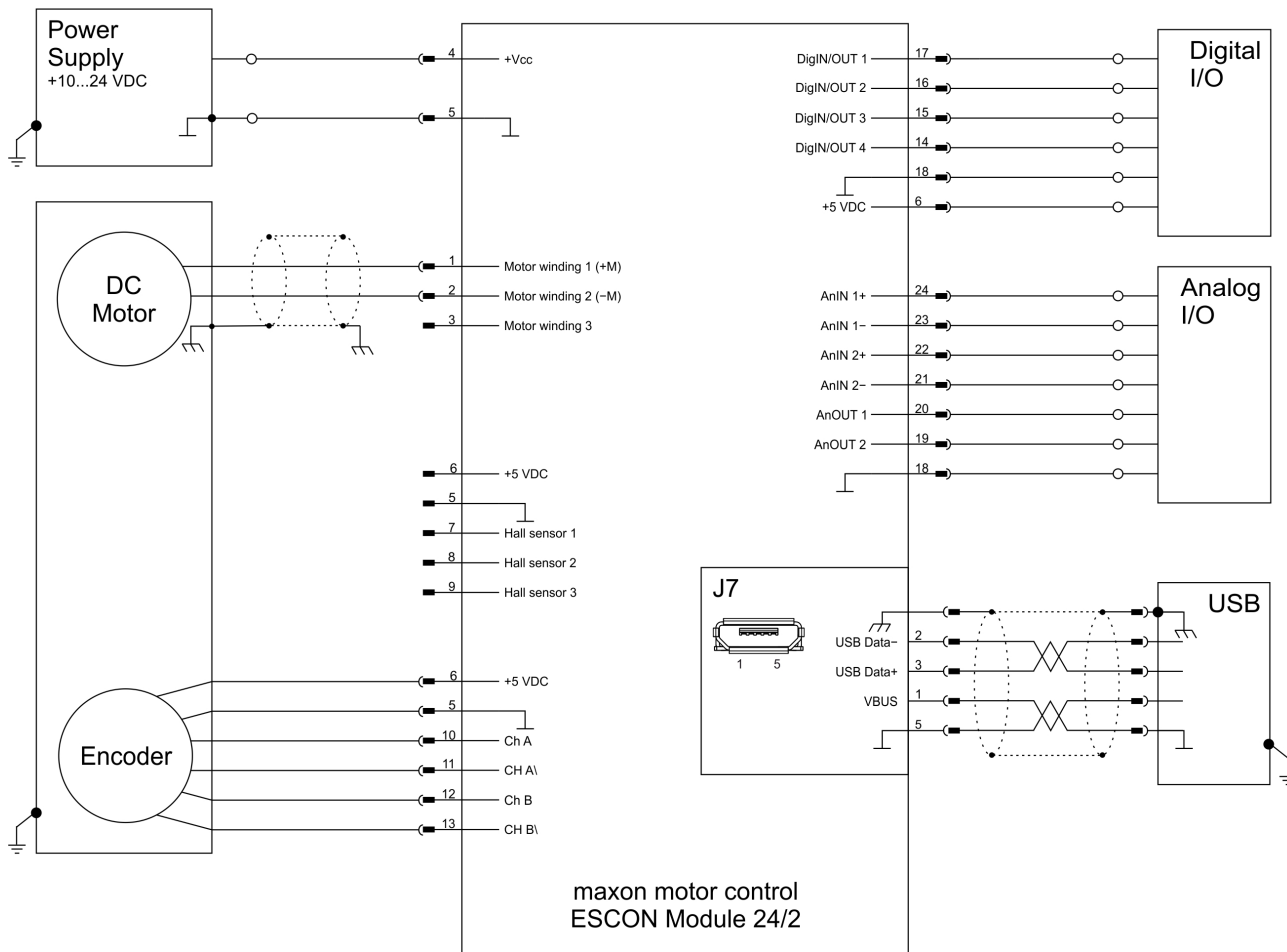 Power
Supply
+10...24 VDC
4
+Vcc
5
DC
Motor
1
Motor winding 1 (+M)
2
Motor winding 2 (−M)
3
Motor winding 3
6
+5 VDC
5
7
Hall sensor 1
8
Hall sensor 2
9
Hall sensor 3
Encoder
6
+5 VDC
5
10
Ch A
11
CH A\
12
Ch B
13
CH B\
DigIN/OUT 1
17
DigIN/OUT 2
16
DigIN/OUT 3
15
DigIN/OUT 4
14
18
+5 VDC
6
Digital
I/O
AnIN 1+
24
AnIN 1−
23
AnIN 2+
22
AnIN 2−
21
AnOUT 1
20
AnOUT 2
19
18
Analog
I/O
J7
1 5
USB Data−
2
USB Data+
3
VBUS
1
5
USB
maxon motor control
ESCON Module 24/2